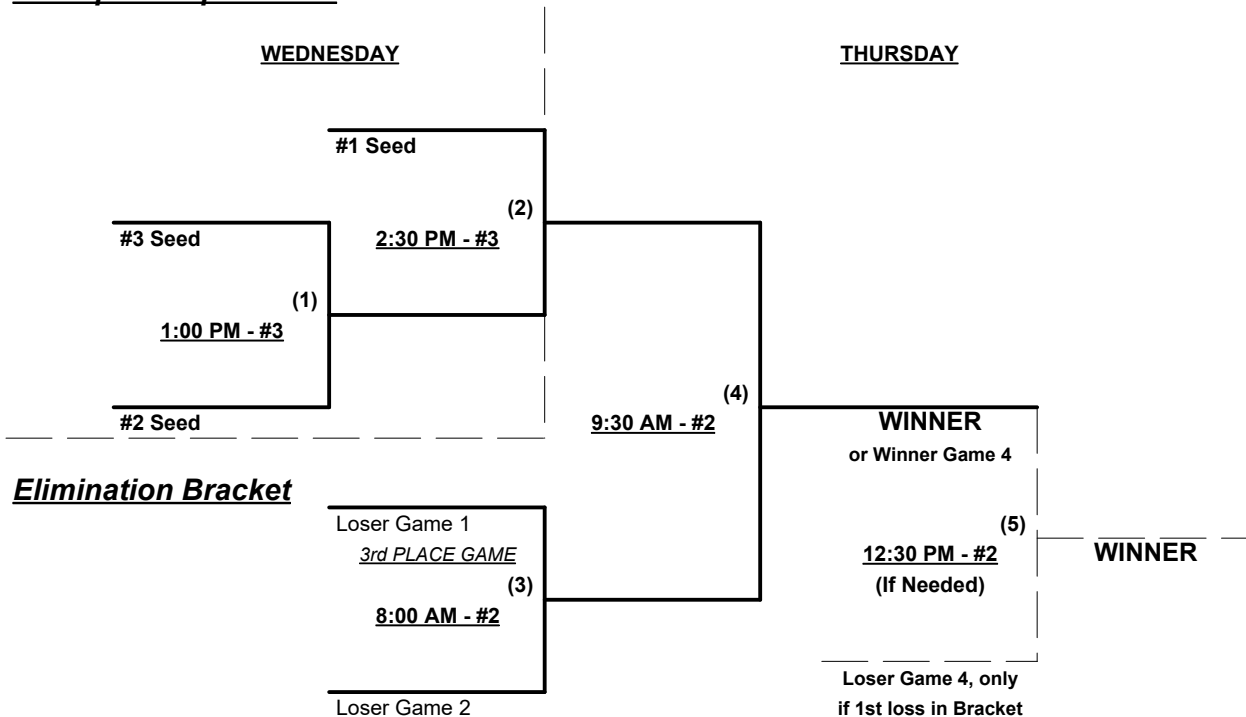 WEDNESDAY
THURSDAY
#1 Seed
(2)
2:30 PM - #3
#3 Seed
(1)
1:00 PM - #3
#2 Seed
(4)
9:30 AM - #2
WINNER
or Winner Game 4
Elimination Bracket
Loser Game 1
3rd PLACE GAME
(3)
8:00 AM - #2
Loser Game 2
(5)
12:30 PM - #2
(If Needed)
WINNER
Loser Game 4, only
if 1st loss in Bracket